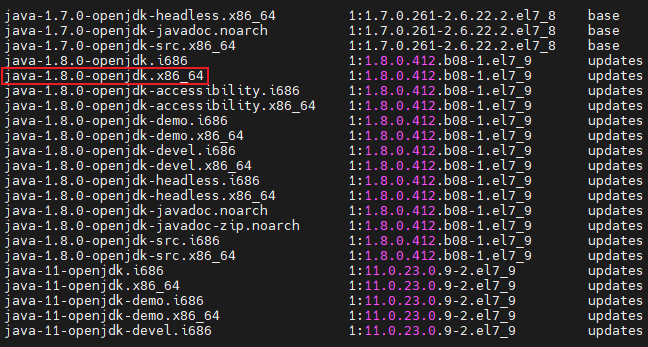 java-1.7.0-openjdk-headless.x86_64 1:1.7.0.261-2.6.22.2.el7_8 base
java-1.7.0-openjdk-javadoc.noarch 1:1.7.0.261-2.6.22.2.el7_8 base
java-1.7.0-openjdk-src.x86_64 1:1.7.0.261-2.6.22.2.el7_8 base
java-1.8.0-openjdk.i686 1:1.8.0.412.b08-1.el7_9 updates
java-1.8.0-openjdk.x86_64 1:1.8.0.412.b08-1.el7_9 updates
java-1.8.0-openjdk-accessibility.i686 1:1.8.0.412.b08-1.el7_9 updates
java-1.8.0-openjdk-accessibility.x86_64 1:1.8.0.412.b08-1.el7_9 updates
java-1.8.0-openjdk-demo.i686 1:1.8.0.412.b08-1.el7_9 updates
java-1.8.0-openjdk-demo.x86_64 1:1.8.0.412.b08-1.el7_9 updates
java-1.8.0-openjdk-devel.i686 1:1.8.0.412.b08-1.el7_9 updates
java-1.8.0-openjdk-devel.x86_64 1:1.8.0.412.b08-1.el7_9 updates
java-1.8.0-openjdk-headless.i686 1:1.8.0.412.b08-1.el7_9 updates
java-1.8.0-openjdk-headless.x86_64 1:1.8.0.412.b08-1.el7_9 updates
java-1.8.0-openjdk-javadoc.noarch 1:1.8.0.412.b08-1.el7_9 updates
java-1.8.0-openjdk-javadoc-zip.noarch 1:1.8.0.412.b08-1.el7_9 updates
java-1.8.0-openjdk-src.i686 1:1.8.0.412.b08-1.el7_9 updates
java-1.8.0-openjdk-src.x86_64 1:1.8.0.412.b08-1.el7_9 updates
java-11-openjdk.i686 1:11.0.23.0.9-2.el7_9 updates
java-11-openjdk.x86_64 1:11.0.23.0.9-2.el7_9 updates
java-11-openjdk-demo.i686 1:11.0.23.0.9-2.el7_9 updates
java-11-openjdk-demo.x86_64 1:11.0.23.0.9-2.el7_9 updates
java-11-openjdk-devel.i686 1:11.0.23.0.9-2.el7_9 updates